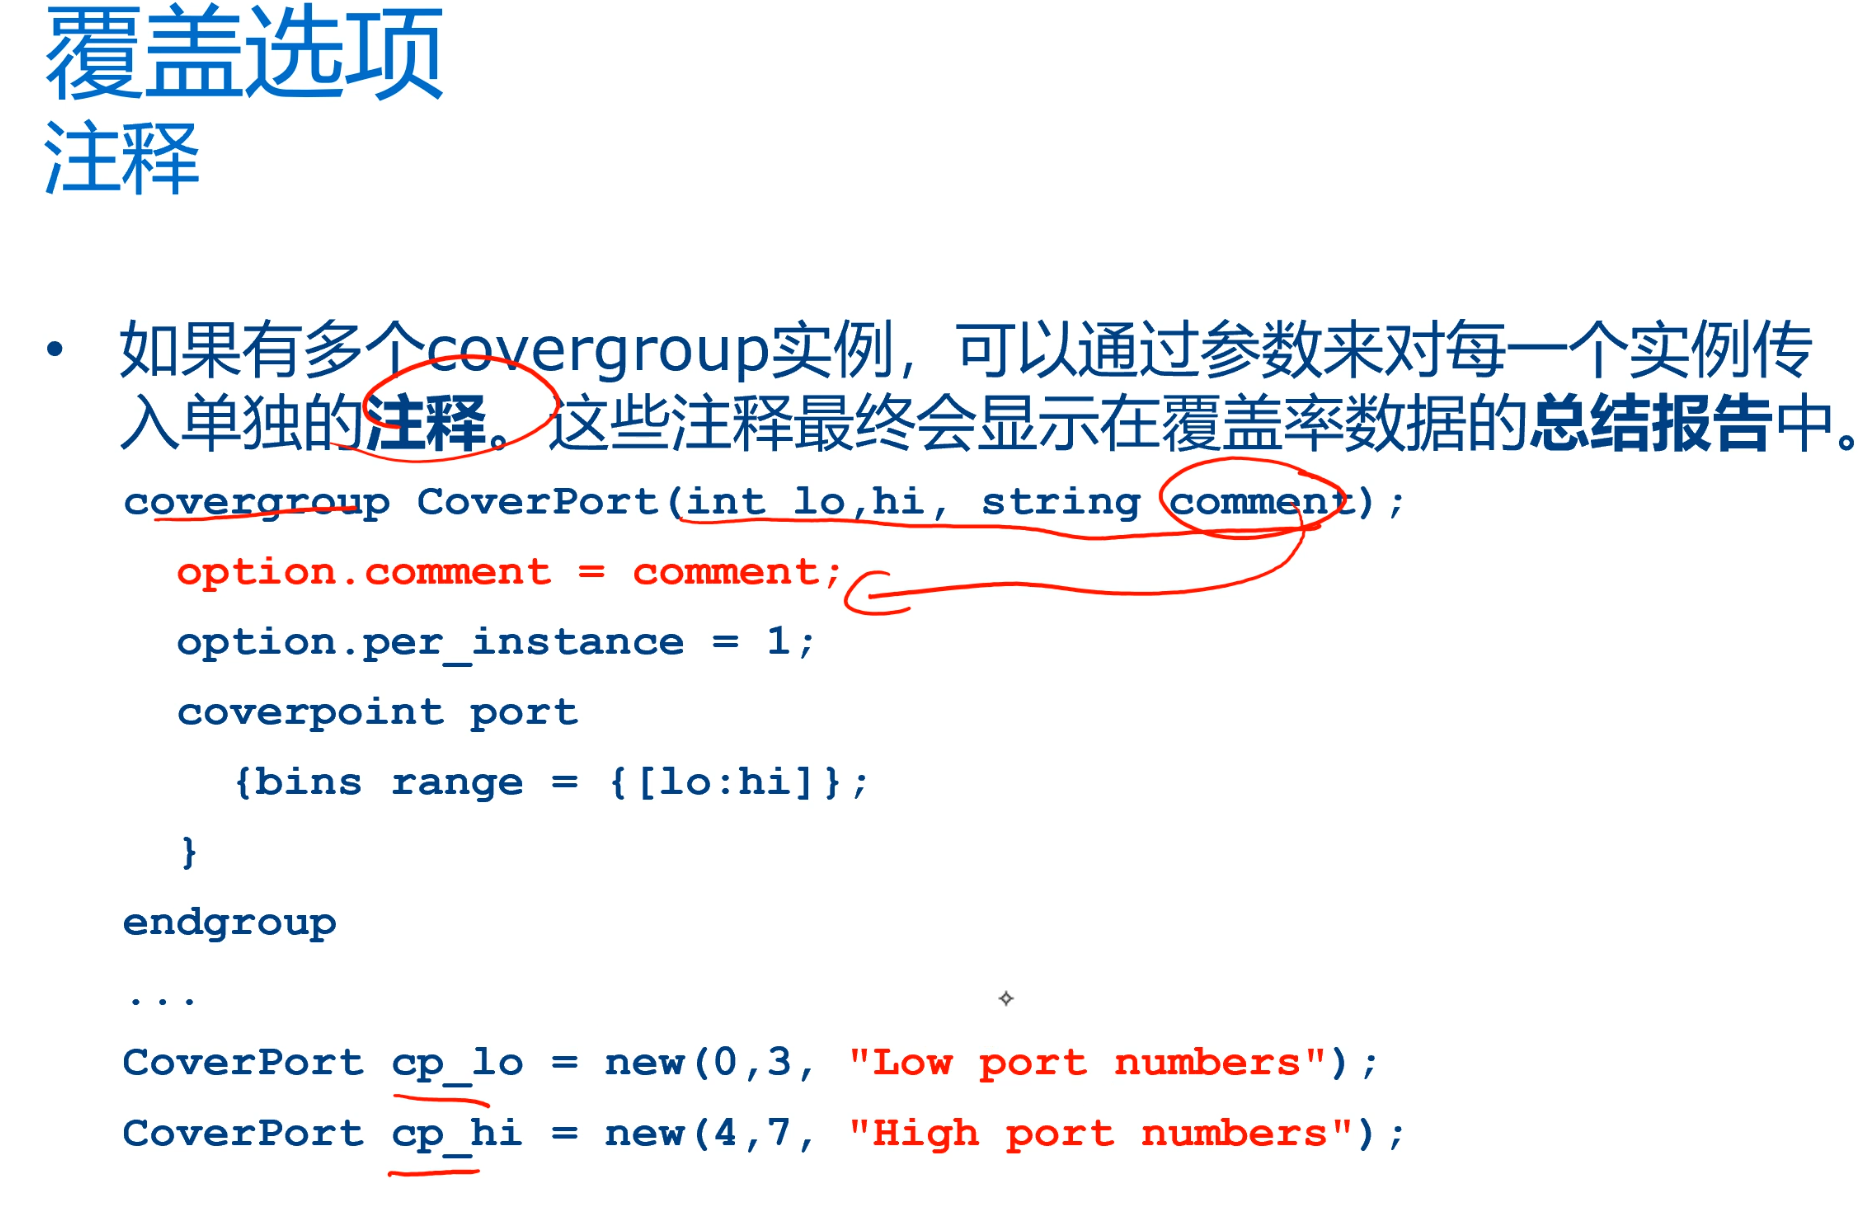 覆盖选项
注释
• 如果有多个covergroup实例，可以通过参数来对每一个实例传
入单独的注释。这些注释最终会显示在覆盖率数据的总结报告中。
covergroup CoverPort(int lo,hi, string comment);
option.comment = comment;
option.per_instance = 1;
coverpoint port
{bins range = {[lo:hi]};
}
endgroup
...
CoverPort cp_lo = new(0,3, "Low port numbers");
CoverPort cp_hi = new(4,7, "High port numbers");